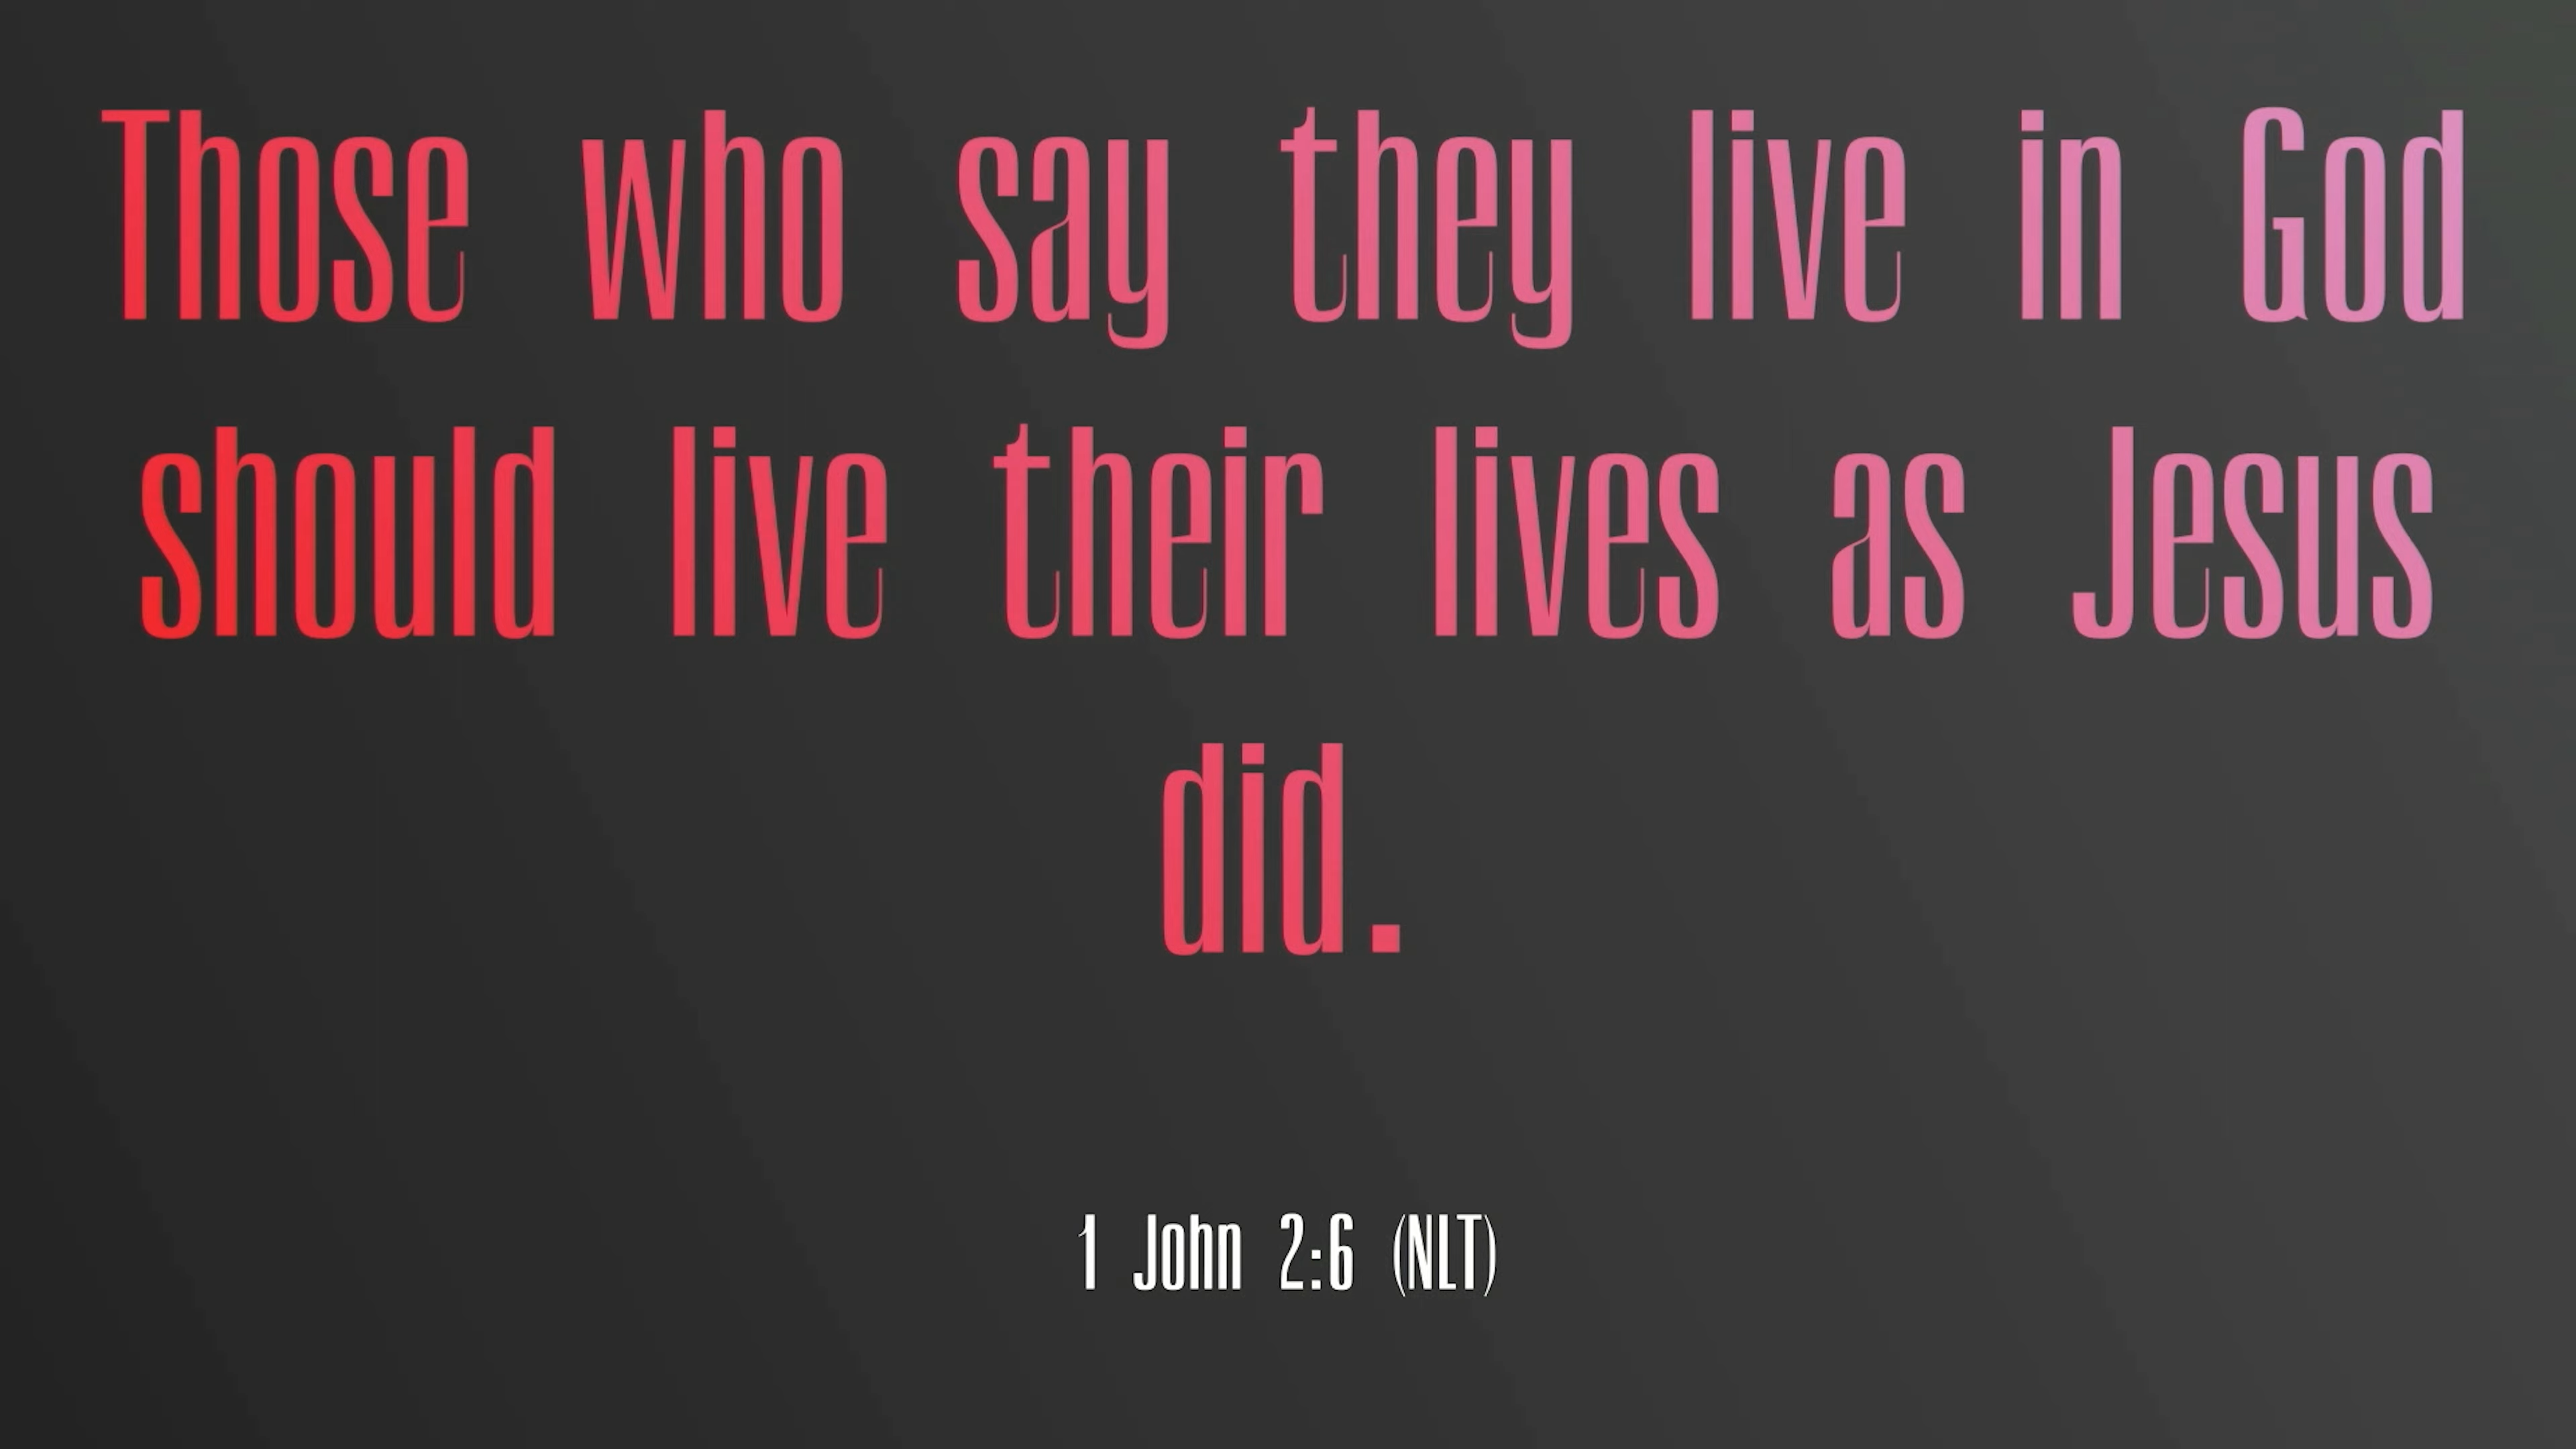 Those who say they live in God
should live their lives as Jesus
did.
1 John 2:6 (NLT)